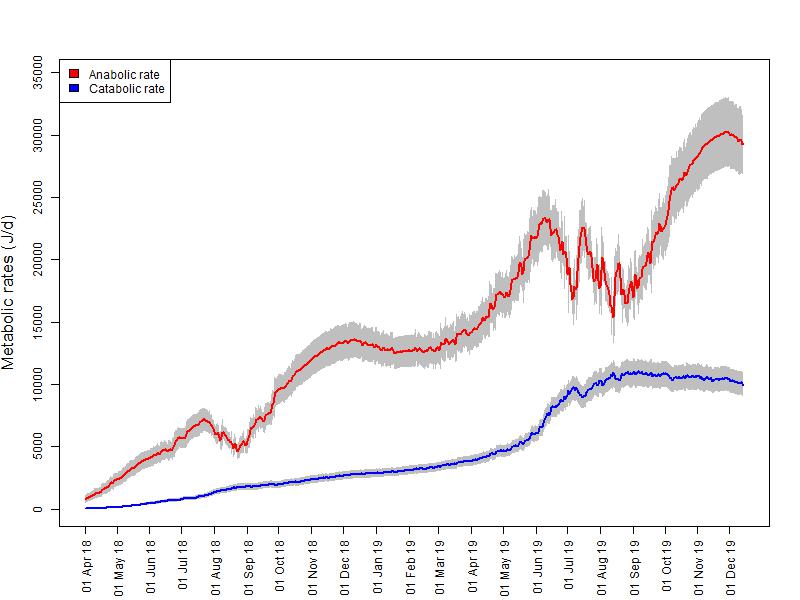 Anabolic rate
Catabolic rate
Metabolic rates (J/d)
35000
30000
25000
20000
15000
10000
5000
0
01 Apr 18
01 May 18
01 Jun 18
01 Jul 18
01 Aug 18
01 Sep 18
01 Oct 18
01 Nov 18
01 Dec 18
01 Jan 19
01 Feb 19
01 Mar 19
01 Apr 19
01 May 19
01 Jun 19
01 Jul 19
01 Aug 19
01 Sep 19
01 Oct 19
01 Nov 19
01 Dec 19